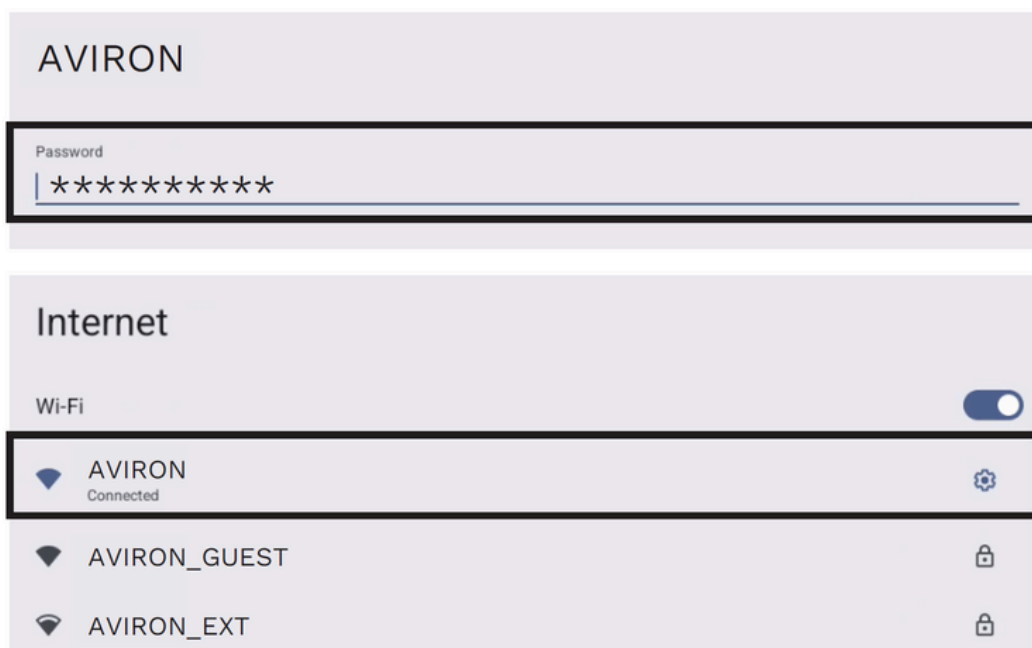 AVIRON
Password
**********
Internet
Wi-Fi
AVIRON
Connected
AVIRON_GUEST
AVIRON_EXT